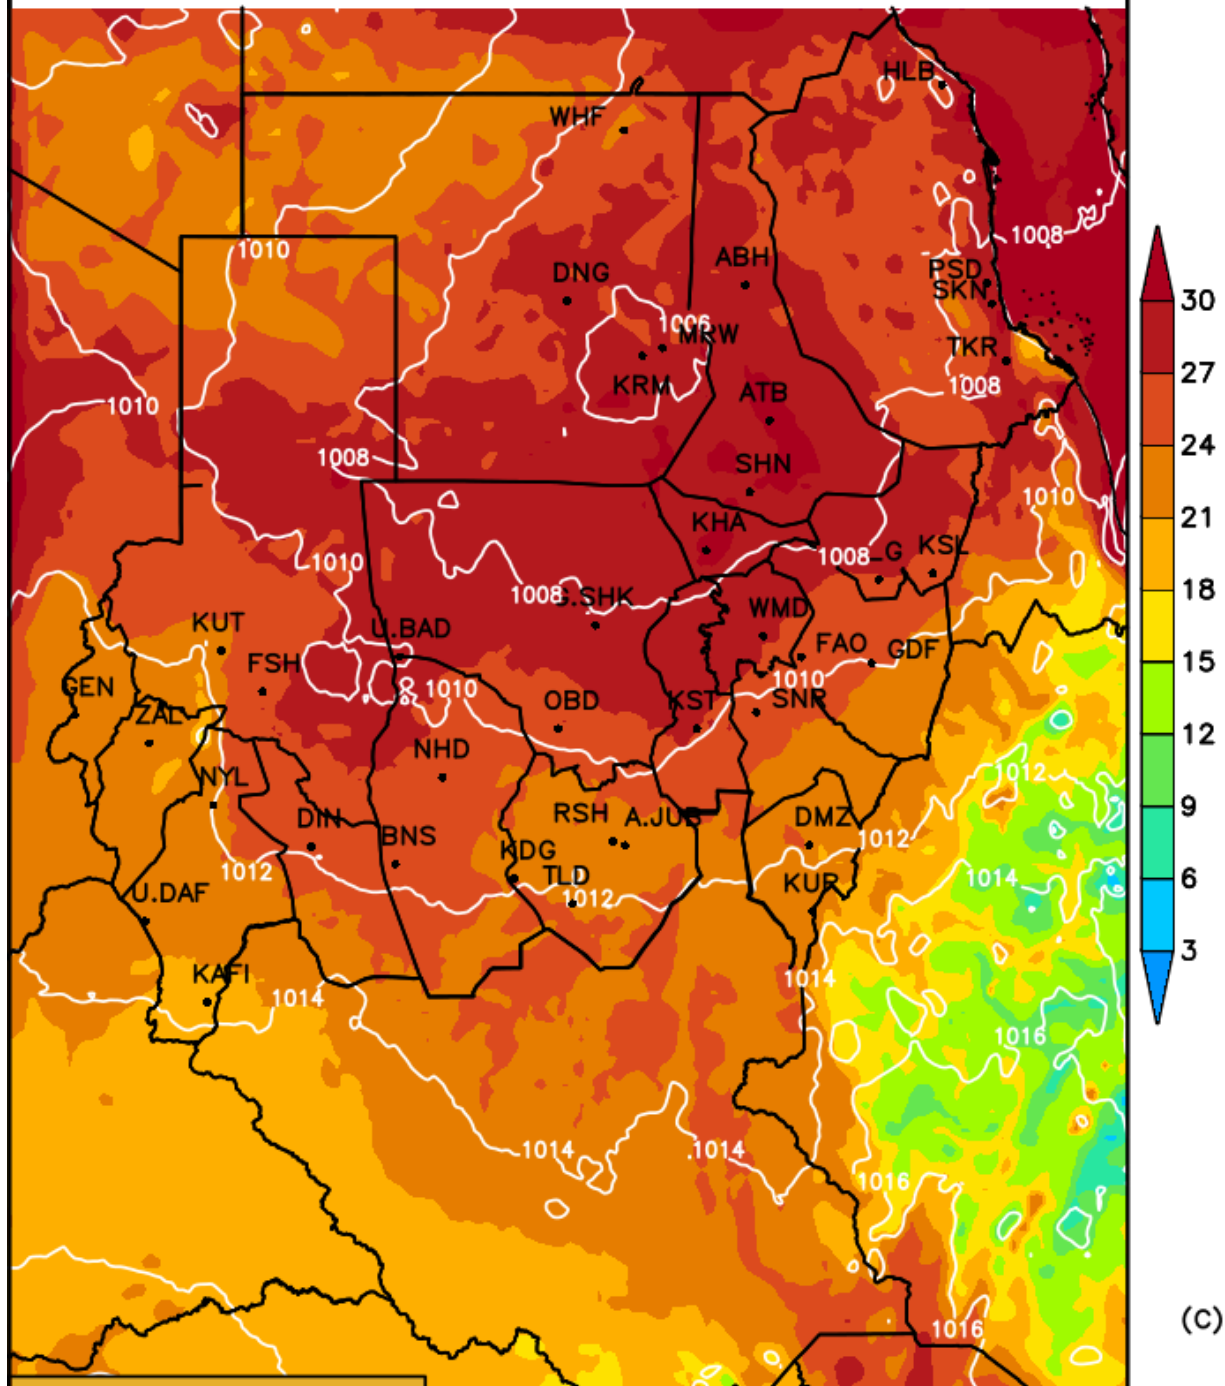 HLB
WHF
1008
1010
DNG
ABH
PSD
SKN
30
1006
MRW
TKR
KRM
27
1008
ATB
1010
24
1008
SHN
1010
KHA
21
1010
1008
G
KSL
1008
G.SHK
18
WMD
KUT
U.BAD
FAO
GDF
FSH
15
GEN
1010
1010
OBD
KST
SNR
ZAL
12
NHD
1012
NYL
9
DIN
RSH
A.JUB
DMZ
BNS
1012
KDG
1012
TLD
6
KUR
1014
U.DAF
1012
3
KAFI
1014
1014
1016
1014
1014
1016
1016
(C)